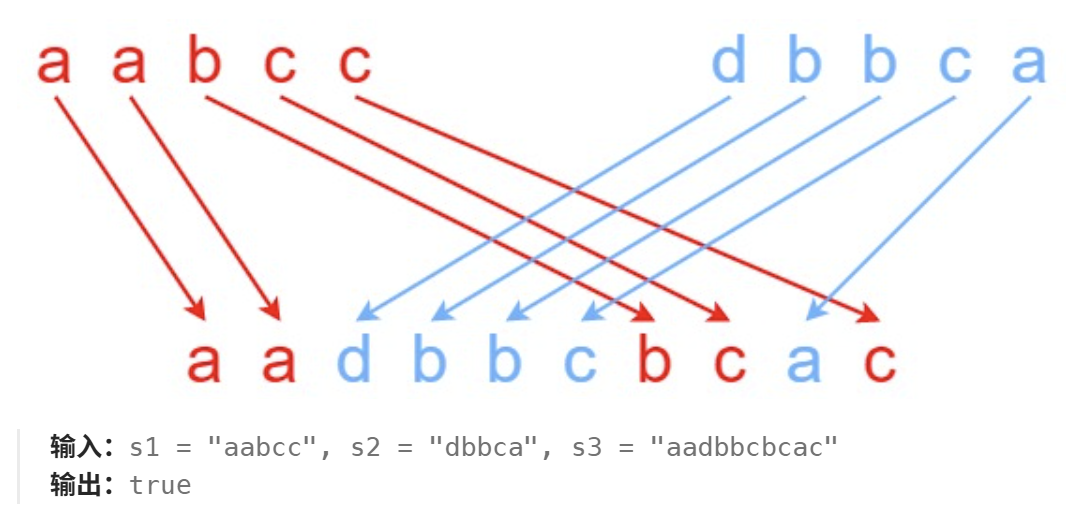 a a b c c d b b c a
a a d b b c b c a c
输入：s1 = "aabcc", s2 = "dbbca", s3 = "aadbbcbcac"
输出：true